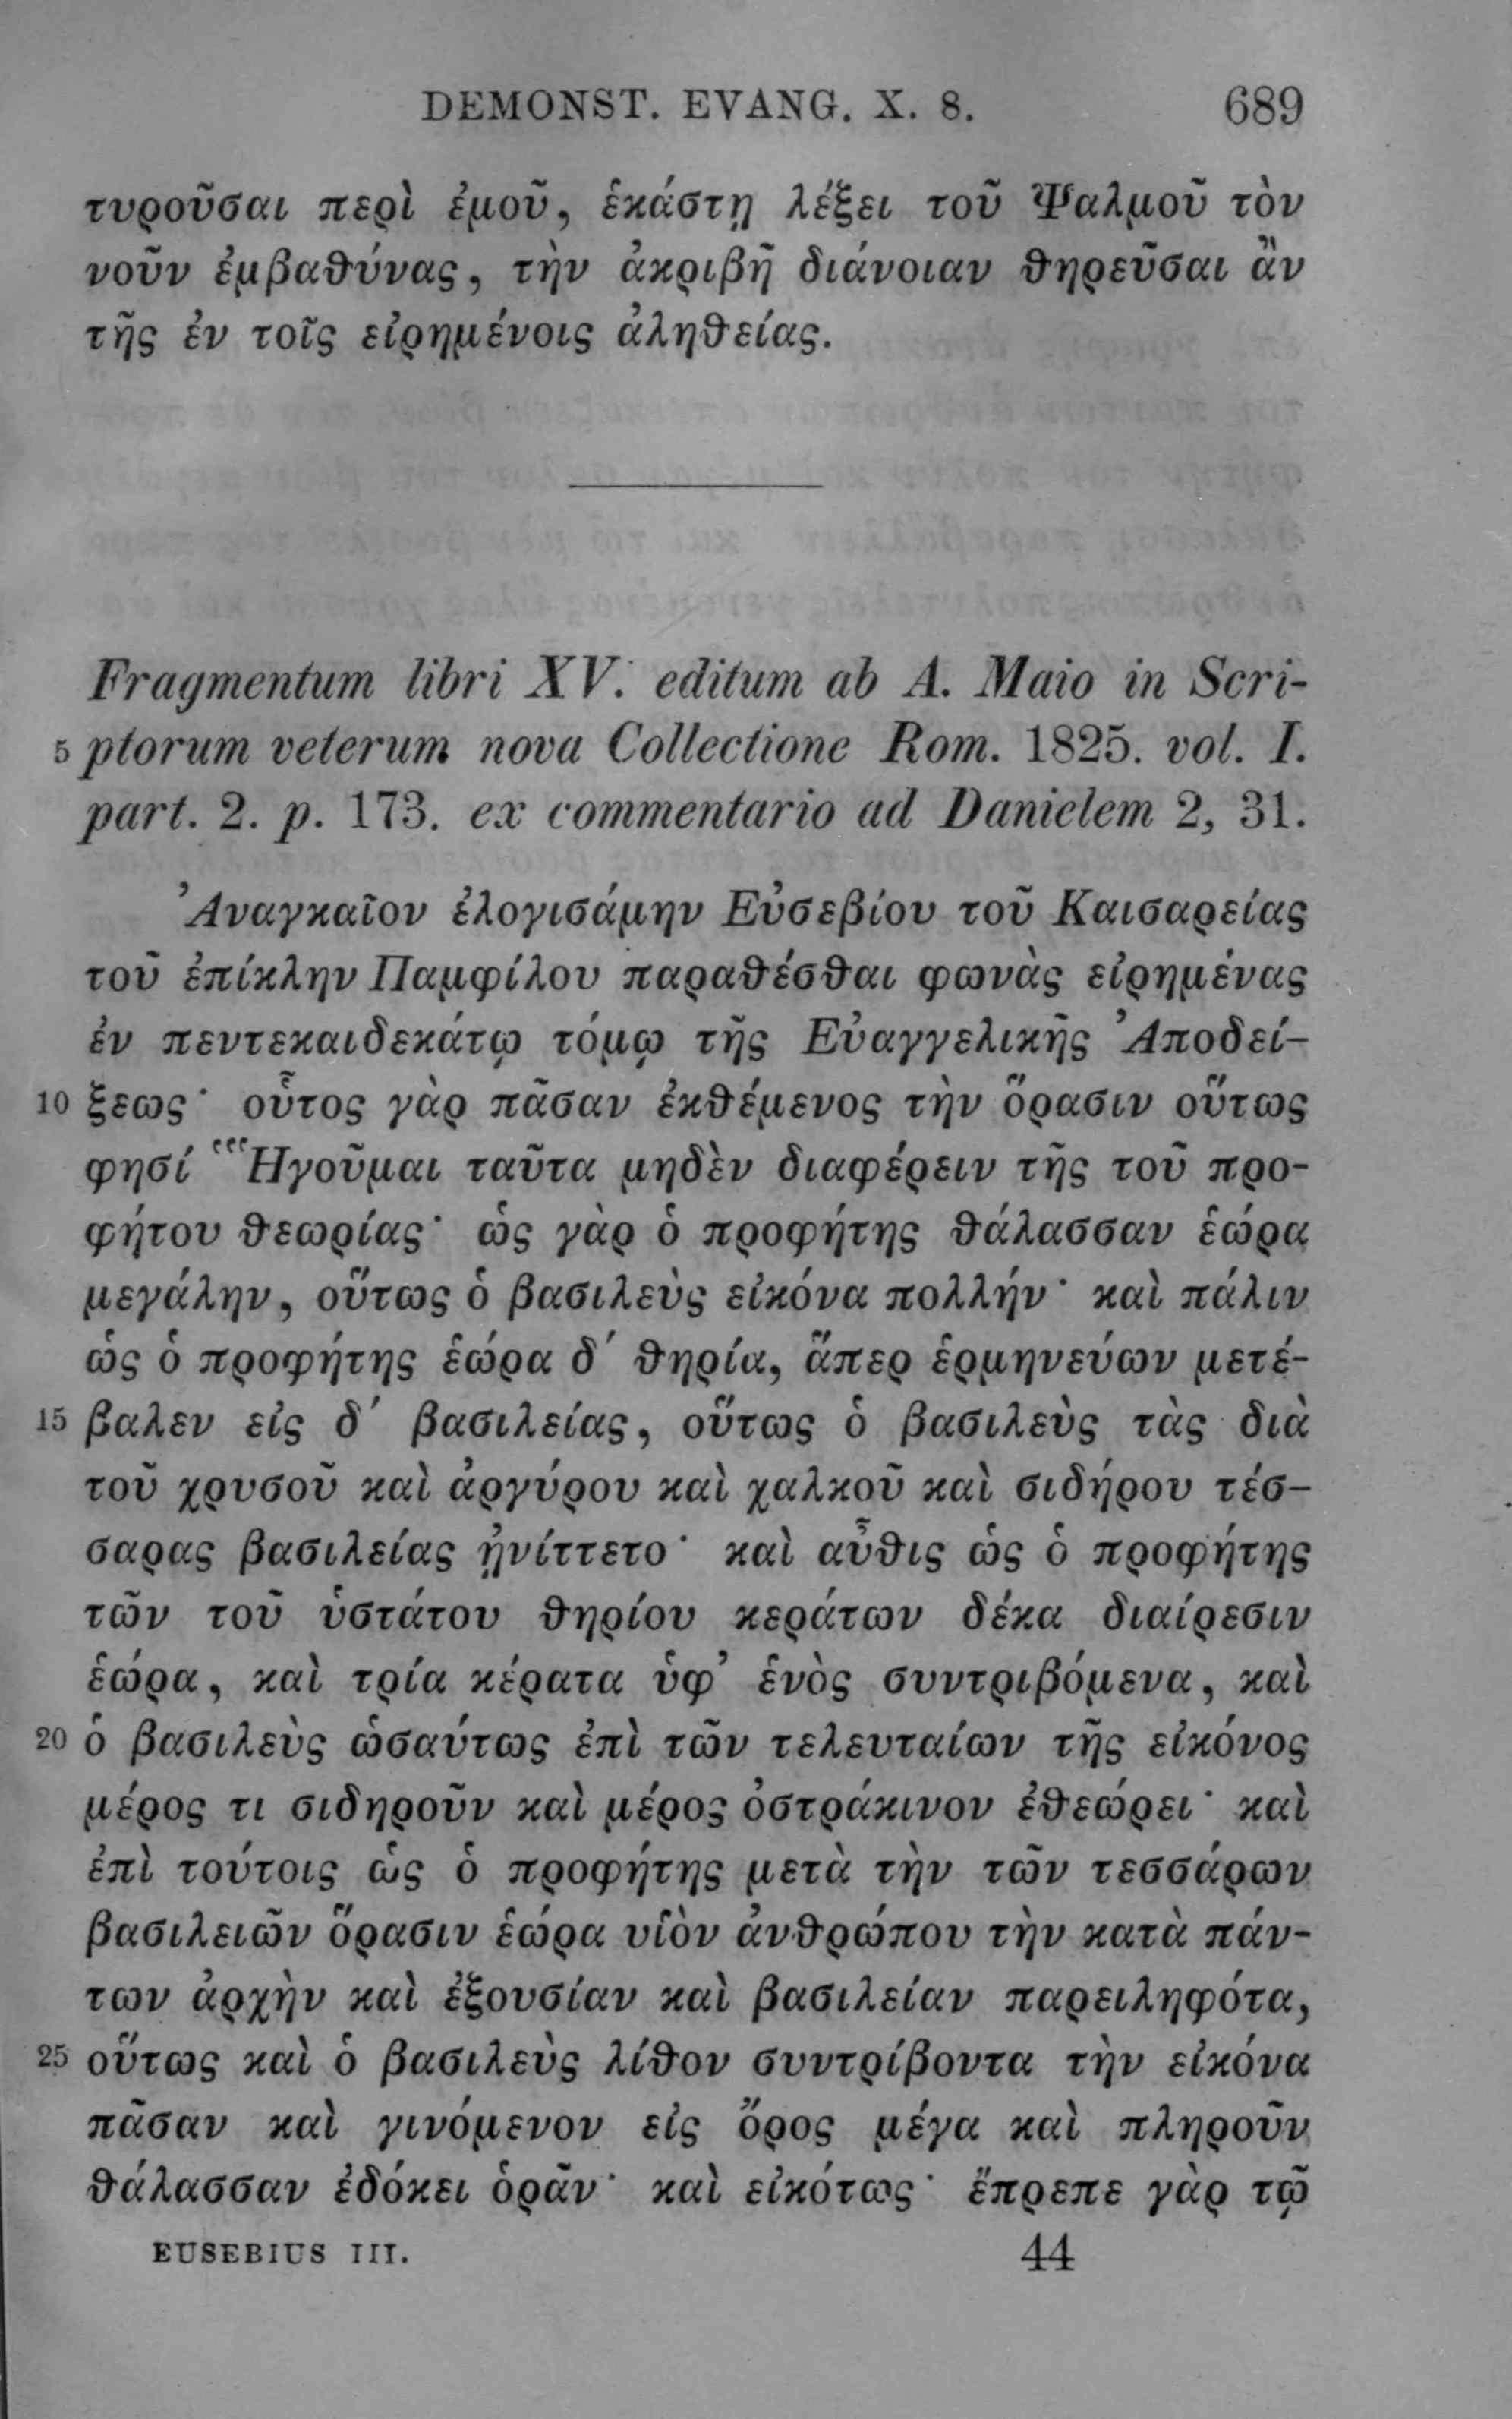 DEMONST. EVANG. X. 8. 689
τυροῦσαι περὶ ἐμοῦ, ἑκάστῃ λέξει τοῦ Ψαλμοῦ τὸν
νοῦν ἐμβαθύνας, τὴν ἀκριβῆ διάνοιαν θηρεῦσαι ἂν
τῆς ἐν τοῖς εἰρημένοις ἀληθείας.
Fragmentum libri XV. editum ab A. Maio in Scri-
5 ptorum veterum nova Collectione Rom. 1825. vol. I.
part. 2. p. 173. ex commentario ad Danielem 2, 31.
Ἀναγκαῖον ἐλογισάμην Εὐσεβίου τοῦ Καισαρείας
τοῦ ἐπίκλην Παμφίλου παραθέσθαι φωνὰς εἰρημένας
ἐν πεντεκαιδεκάτῳ τόμῳ τῆς Εὐαγγελικῆς Ἀποδεί-
10 ξεως· οὗτος γὰρ πᾶσαν ἐκθέμενος τὴν ὅρασιν οὕτως
φησί “Ἡγοῦμαι ταῦτα μηδὲν διαφέρειν τῆς τοῦ προ-
φήτου θεωρίας· ὡς γὰρ ὁ προφήτης θάλασσαν ἑώρα
μεγάλην, οὕτως ὁ βασιλεὺς εἰκόνα πολλήν· καὶ πάλιν
ὡς ὁ προφήτης ἑώρα δ′ θηρία, ἅπερ ἑρμηνεύων μετέ-
15 βαλεν εἰς δ′ βασιλείας, οὕτως ὁ βασιλεὺς τὰς διὰ
τοῦ χρυσοῦ καὶ ἀργύρου καὶ χαλκοῦ καὶ σιδήρου τέσ-
σαρας βασιλείας ᾐνίττετο· καὶ αὖθις ὡς ὁ προφήτης
τῶν τοῦ ὑστάτου θηρίου κεράτων δέκα διαίρεσιν
ἑώρα, καὶ τρία κέρατα ὑφ’ ἑνὸς συντριβόμενα, καὶ
20 ὁ βασιλεὺς ὡσαύτως ἐπὶ τῶν τελευταίων τῆς εἰκόνος
μέρος τι σιδηροῦν καὶ μέρος ὀστράκινον ἐθεώρει· καὶ
ἐπὶ τούτοις ὡς ὁ προφήτης μετὰ τὴν τῶν τεσσάρων
βασιλειῶν ὅρασιν ἑώρα υἱὸν ἀνθρώπου τὴν κατὰ πάν-
των ἀρχὴν καὶ ἐξουσίαν καὶ βασιλείαν παρειληφότα,
25 οὕτως καὶ ὁ βασιλεὺς λίθον συντρίβοντα τὴν εἰκόνα
πᾶσαν καὶ γινόμενον εἰς ὄρος μέγα καὶ πληροῦν
θάλασσαν ἐδόκει ὁρᾶν· καὶ εἰκότως· ἔπρεπε γὰρ τῷ
EUSEBIUS III. 44